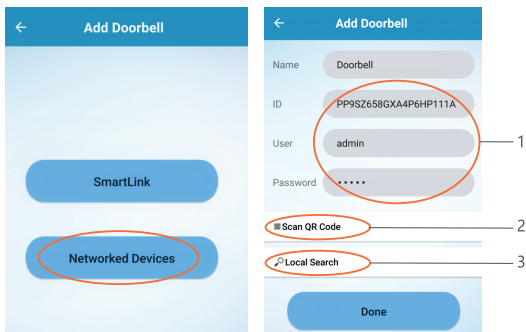 Add Doorbell
SmartLink
Networked Devices
Add Doorbell
Name Doorbell
ID PP9SZ658GXA4P6HP111A
User admin
Password •••••
Scan QR Code
Local Search
Done
1
2
3